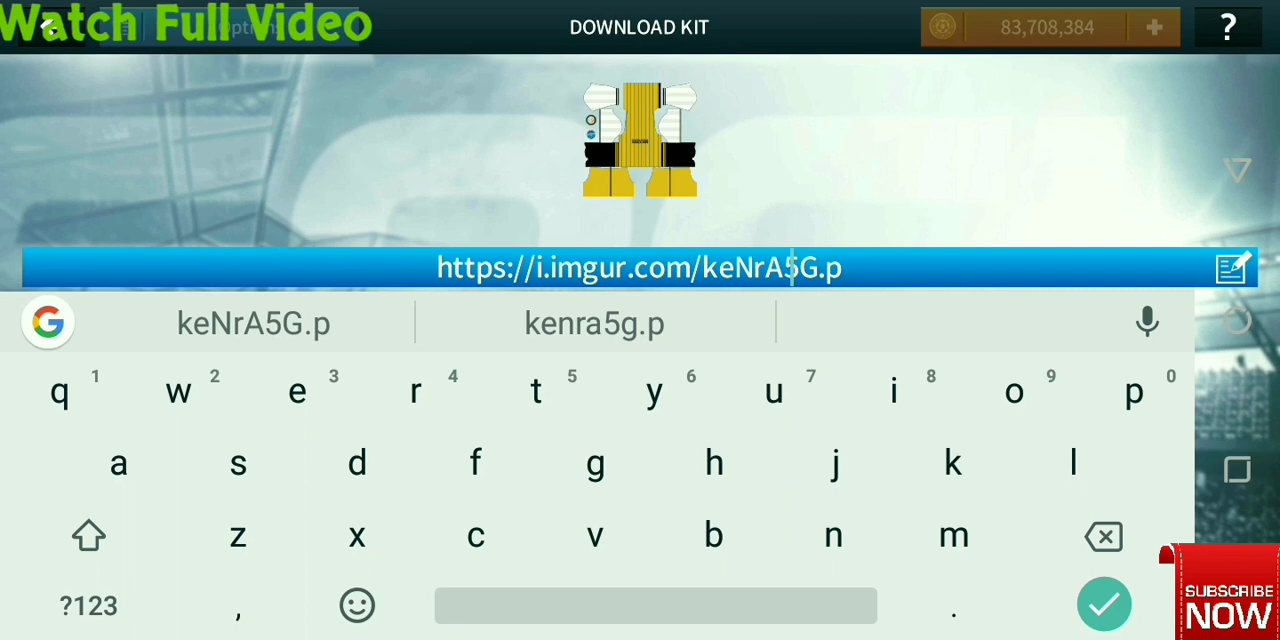 Watch Full Video
Options
DOWNLOAD KIT
83,708,384
+
?
https://i.imgur.com/keNrA5G.p
G
keNrA5G.p
kenra5g.p
q 1 w 2 e 3 r 4 t 5 y 6 u 7 i 8 o 9 p 0
a s d f g h j k l
z x c v b n m
?123 , .
SUBSCRIBE
NOW